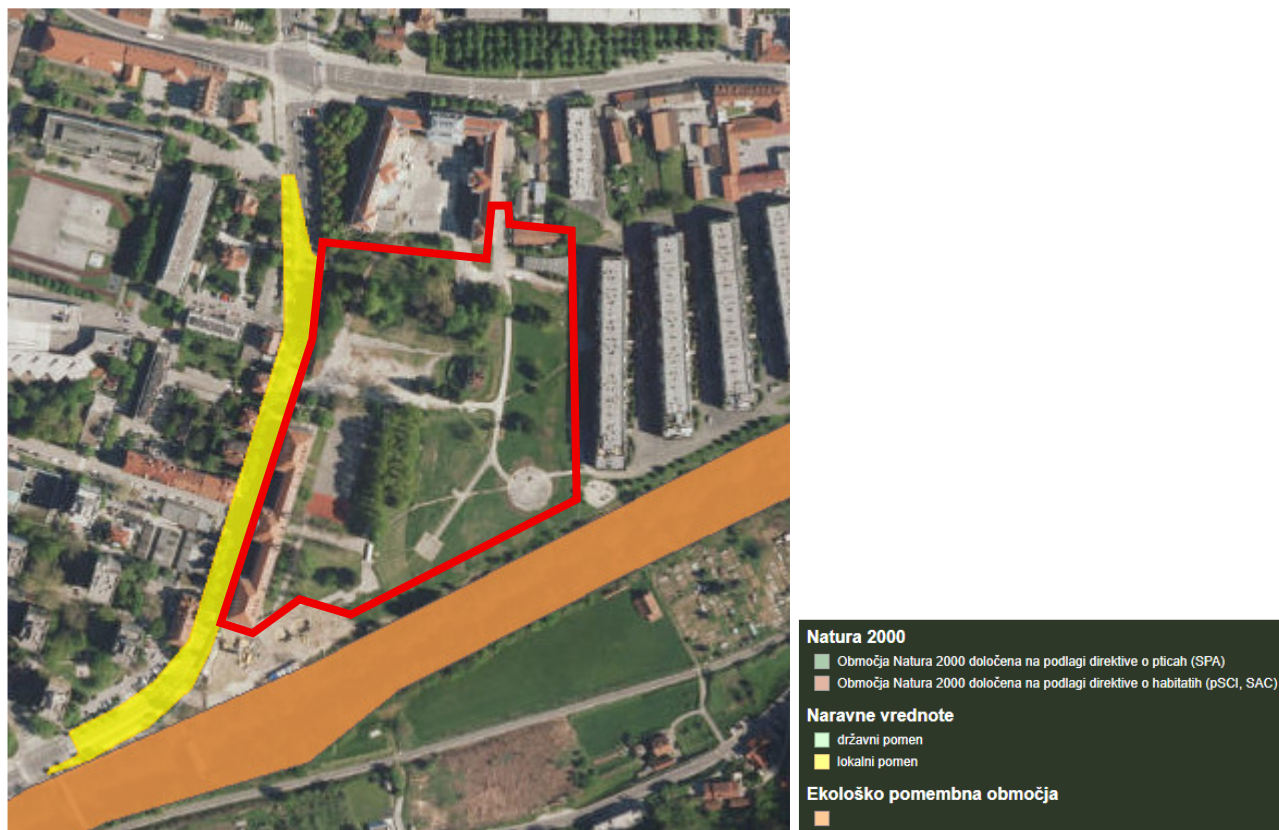 Natura 2000
Območja Natura 2000 določena na podlagi direktive o pticah (SPA)
Območja Natura 2000 določena na podlagi direktive o habitatih (pSCI, SAC)
Naravne vrednote
državni pomen
lokalni pomen
Ekološko pomembna območja